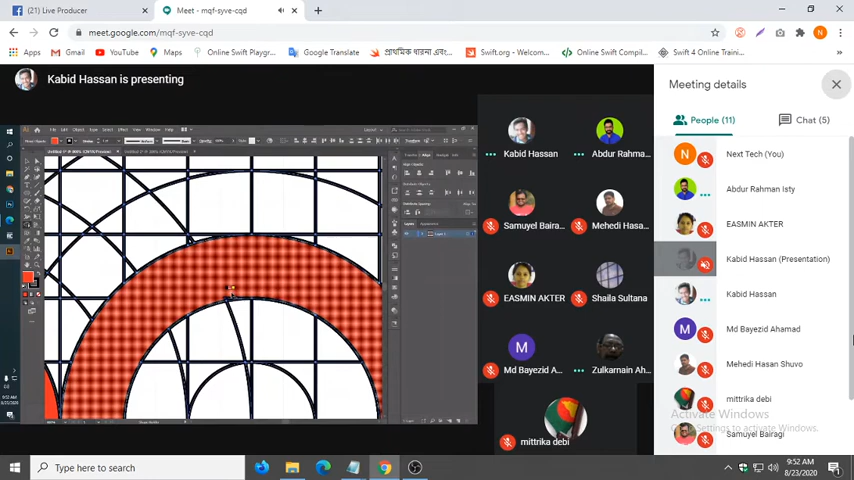 (21) Live Producer
Meet - mqf-syve-cqd
meet.google.com/mqf-syve-cqd
Apps
Gmail
YouTube
Maps
Online Swift Playgr...
Google Translate
প্রাথমিক ধারনা এবং...
Swift.org - Welcom...
Online Swift Compil...
Swift 4 Online Traini...
Kabid Hassan is presenting
Meeting details
People (11)
Chat (5)
Kabid Hassan
Abdur Rahma...
Samuyel Baira...
Mehedi Hasa...
EASMIN AKTER
Shaila Sultana
Md Bayezid A...
Zulkarnain Ah...
mittrika debi
Next Tech (You)
Abdur Rahman Isty
EASMIN AKTER
Kabid Hassan (Presentation)
Kabid Hassan
Md Bayezid Ahamad
Mehedi Hasan Shuvo
mittrika debi
Samuyel Bairagi
Activate Windows
Go to Settings to activate Windows.
Type here to search
9:52 AM
8/23/2020